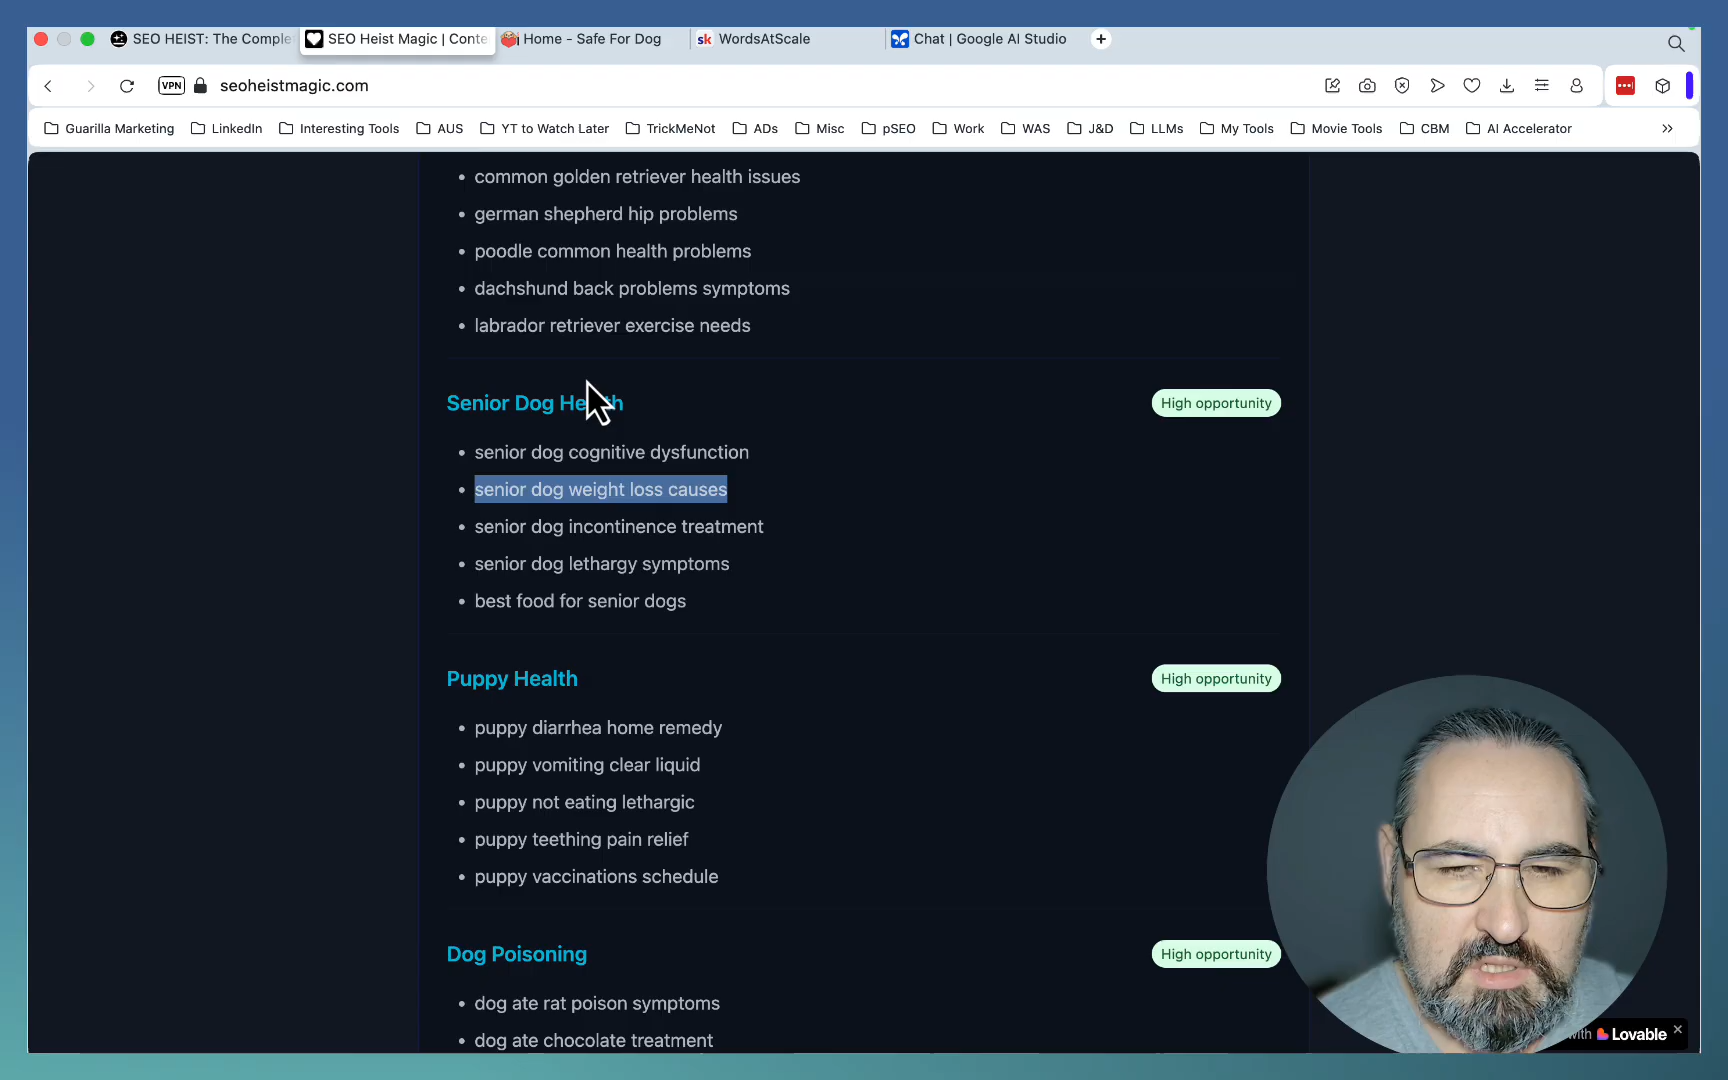 SEO HEIST: The Comple
SEO Heist Magic | Conte
Home - Safe For Dog
sk WordsAtScale
Chat | Google AI Studio
VPN seoheistmagic.com
Guarilla Marketing
LinkedIn
Interesting Tools
AUS
YT to Watch Later
TrickMeNot
ADs
Misc
pSEO
Work
WAS
J&D
LLMs
My Tools
Movie Tools
CBM
AI Accelerator
common golden retriever health issues
german shepherd hip problems
poodle common health problems
dachshund back problems symptoms
labrador retriever exercise needs
Senior Dog Health
High opportunity
senior dog cognitive dysfunction
senior dog weight loss causes
senior dog incontinence treatment
senior dog lethargy symptoms
best food for senior dogs
Puppy Health
High opportunity
puppy diarrhea home remedy
puppy vomiting clear liquid
puppy not eating lethargic
puppy teething pain relief
puppy vaccinations schedule
Dog Poisoning
High opportunity
dog ate rat poison symptoms
dog ate chocolate treatment
with Lovable